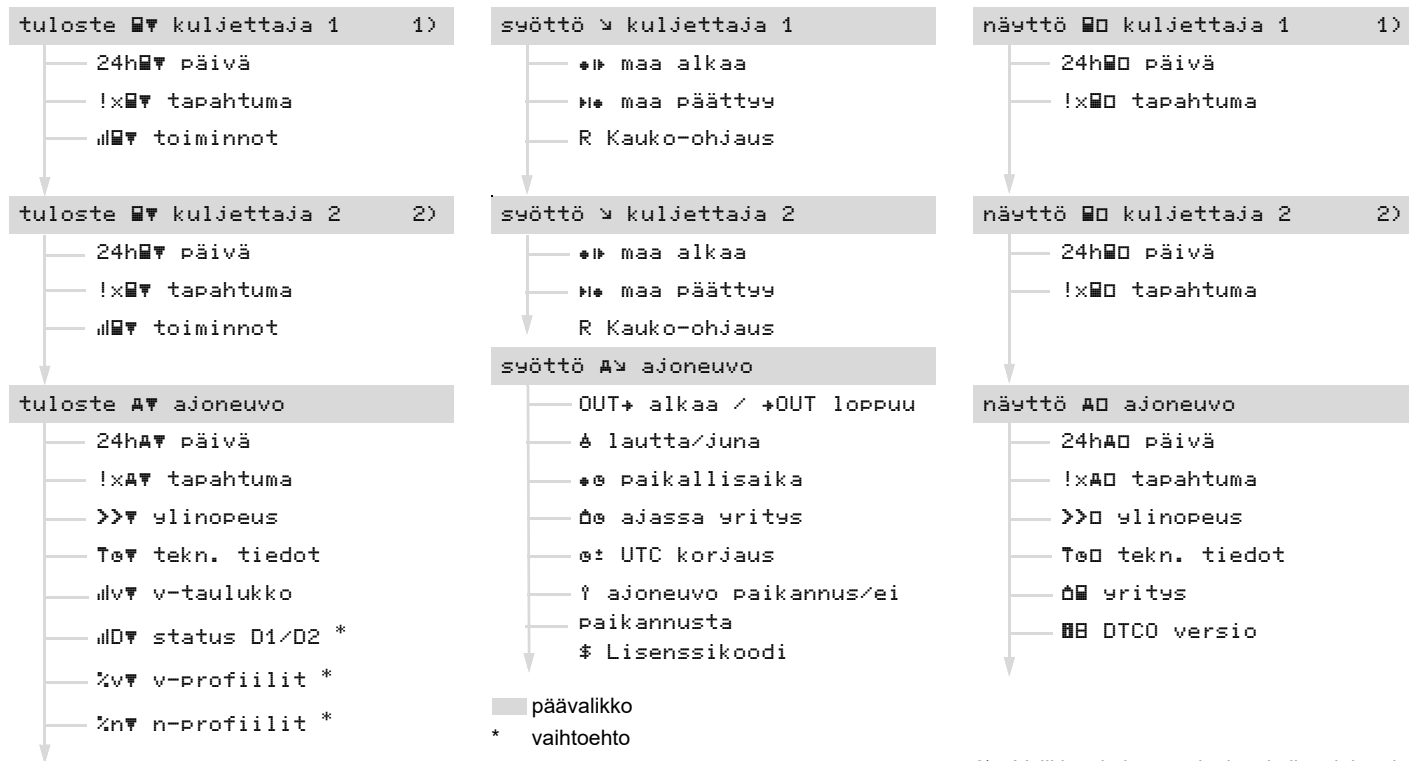 tuloste kuljettaja 1 1)
24h päivä
!x tapahtuma
toiminnot
tuloste kuljettaja 2 2)
24h päivä
!x tapahtuma
toiminnot
tuloste ajoneuvo
24h päivä
!x tapahtuma
>> ylinopeus
tekn. tiedot
v v-taulukko
D status D1/D2 *
%v v-profiilit *
%n n-profiilit *
syöttö kuljettaja 1
maa alkaa
maa päättyy
R Kauko-ohjaus
syöttö kuljettaja 2
maa alkaa
maa päättyy
R Kauko-ohjaus
syöttö ajoneuvo
OUT→ alkaa / →OUT loppuu
lautta/juna
paikallisaika
ajassa yritys
UTC korjaus
ajoneuvo paikannus/ei
paikannusta
$ Lisenssikoodi
päävalikko
* vaihtoehto
näyttö kuljettaja 1 1)
24h päivä
!x tapahtuma
näyttö kuljettaja 2 2)
24h päivä
!x tapahtuma
näyttö ajoneuvo
24h päivä
!x tapahtuma
>> ylinopeus
tekn. tiedot
yritys
DTCO versio